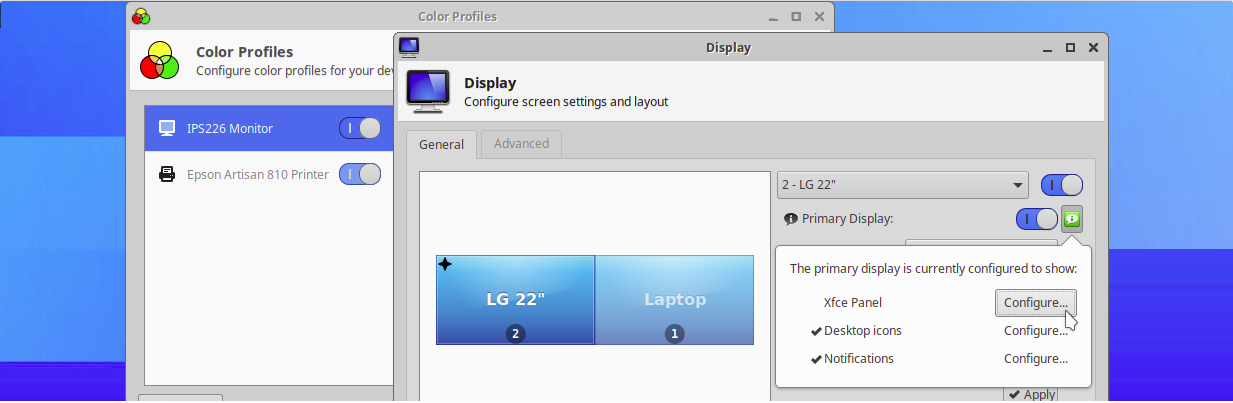 Color Profiles
Color Profiles
Configure color profiles for your dev
IPS226 Monitor
Epson Artisan 810 Printer
Display
Display
Configure screen settings and layout
General
Advanced
LG 22"
2
Laptop
1
2 - LG 22"
Primary Display:
The primary display is currently configured to show:
Xfce Panel Configure...
Desktop icons Configure...
Notifications Configure...
Apply